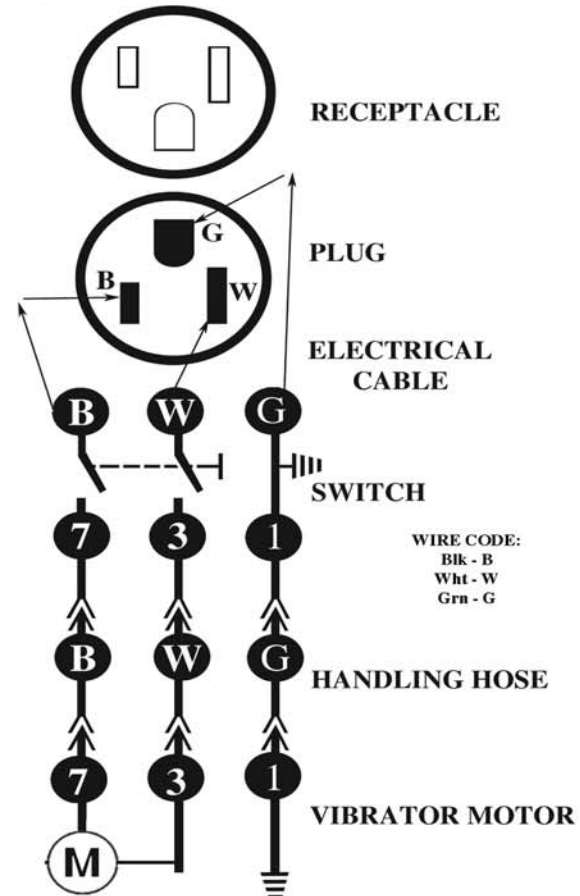 RECEPTACLE
G
PLUG
B
W
ELECTRICAL
CABLE
B W G
SWITCH
7 3 1
WIRE CODE:
Blk - B
Wht - W
Grn - G
B W G
HANDLING HOSE
7 3 1
VIBRATOR MOTOR
M